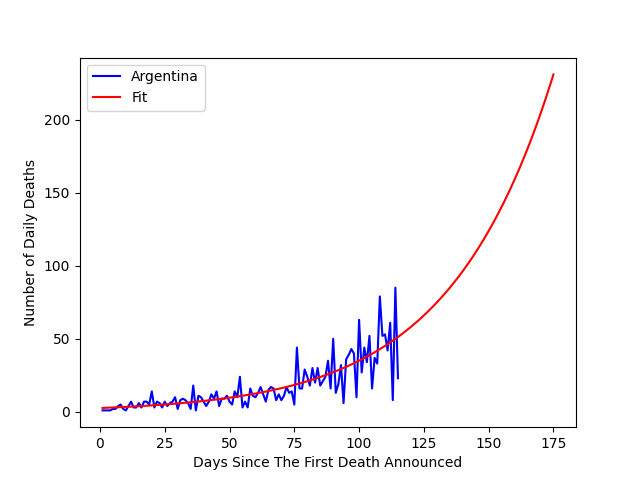 Argentina
Fit
200
150
100
50
0
Number of Daily Deaths
0 25 50 75 100 125 150 175
Days Since The First Death Announced